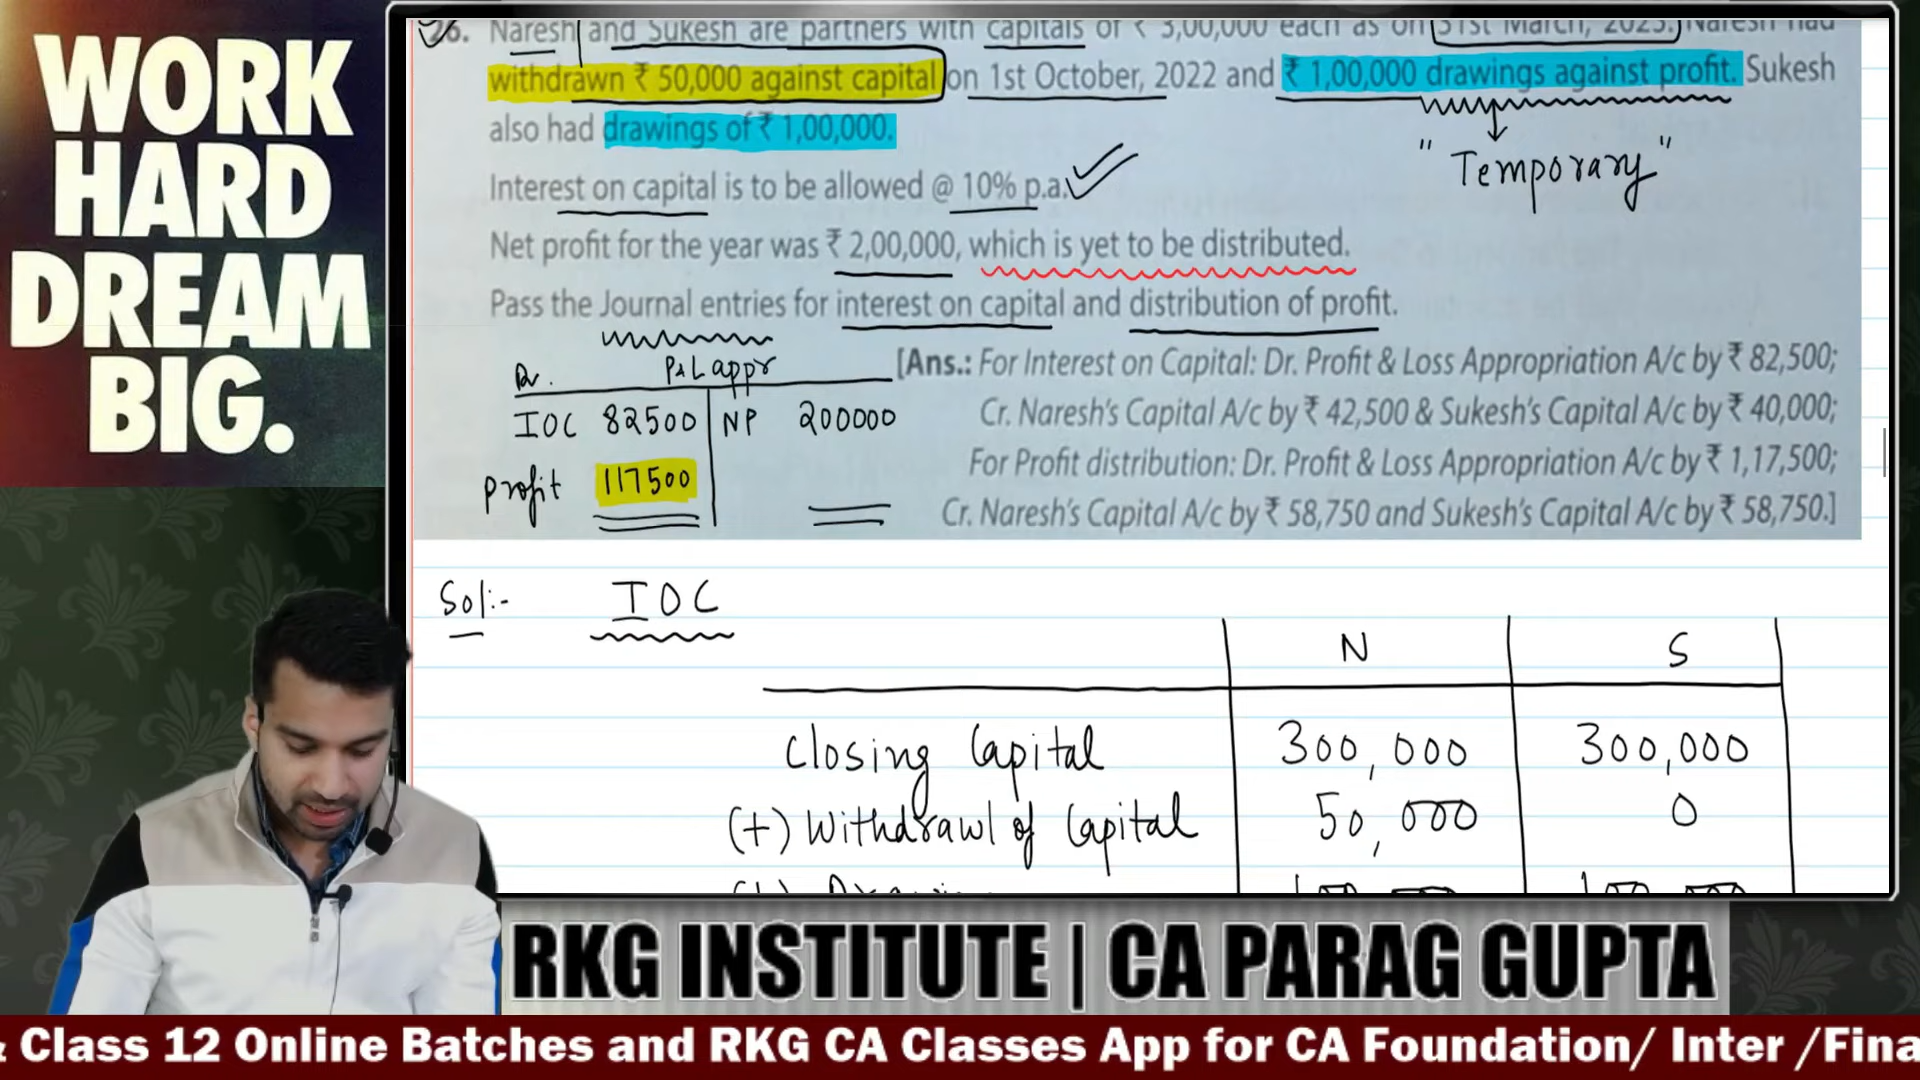 WORK
HARD
DREAM
BIG.
26. Naresh and Sukesh are partners with capitals of ₹ 3,00,000 each as on 31st March, 2023. Naresh had
withdrawn ₹ 50,000 against capital on 1st October, 2022 and ₹ 1,00,000 drawings against profit. Sukesh
also had drawings of ₹ 1,00,000.
"Temporary"
Interest on capital is to be allowed @ 10% p.a.
Net profit for the year was ₹ 2,00,000, which is yet to be distributed.
Pass the Journal entries for interest on capital and distribution of profit.
Dr. P&L appr
IOC 82500 NP 200000
Profit 117500
[Ans.: For Interest on Capital: Dr. Profit & Loss Appropriation A/c by ₹ 82,500;
Cr. Naresh's Capital A/c by ₹ 42,500 & Sukesh's Capital A/c by ₹ 40,000;
For Profit distribution: Dr. Profit & Loss Appropriation A/c by ₹ 1,17,500;
Cr. Naresh's Capital A/c by ₹ 58,750 and Sukesh's Capital A/c by ₹ 58,750.]
Sol:- IOC
N S
Closing Capital 300,000 300,000
(+) Withdrawl of Capital 50,000 0
RKG INSTITUTE | CA PARAG GUPTA
& Class 12 Online Batches and RKG CA Classes App for CA Foundation/ Inter /Fina